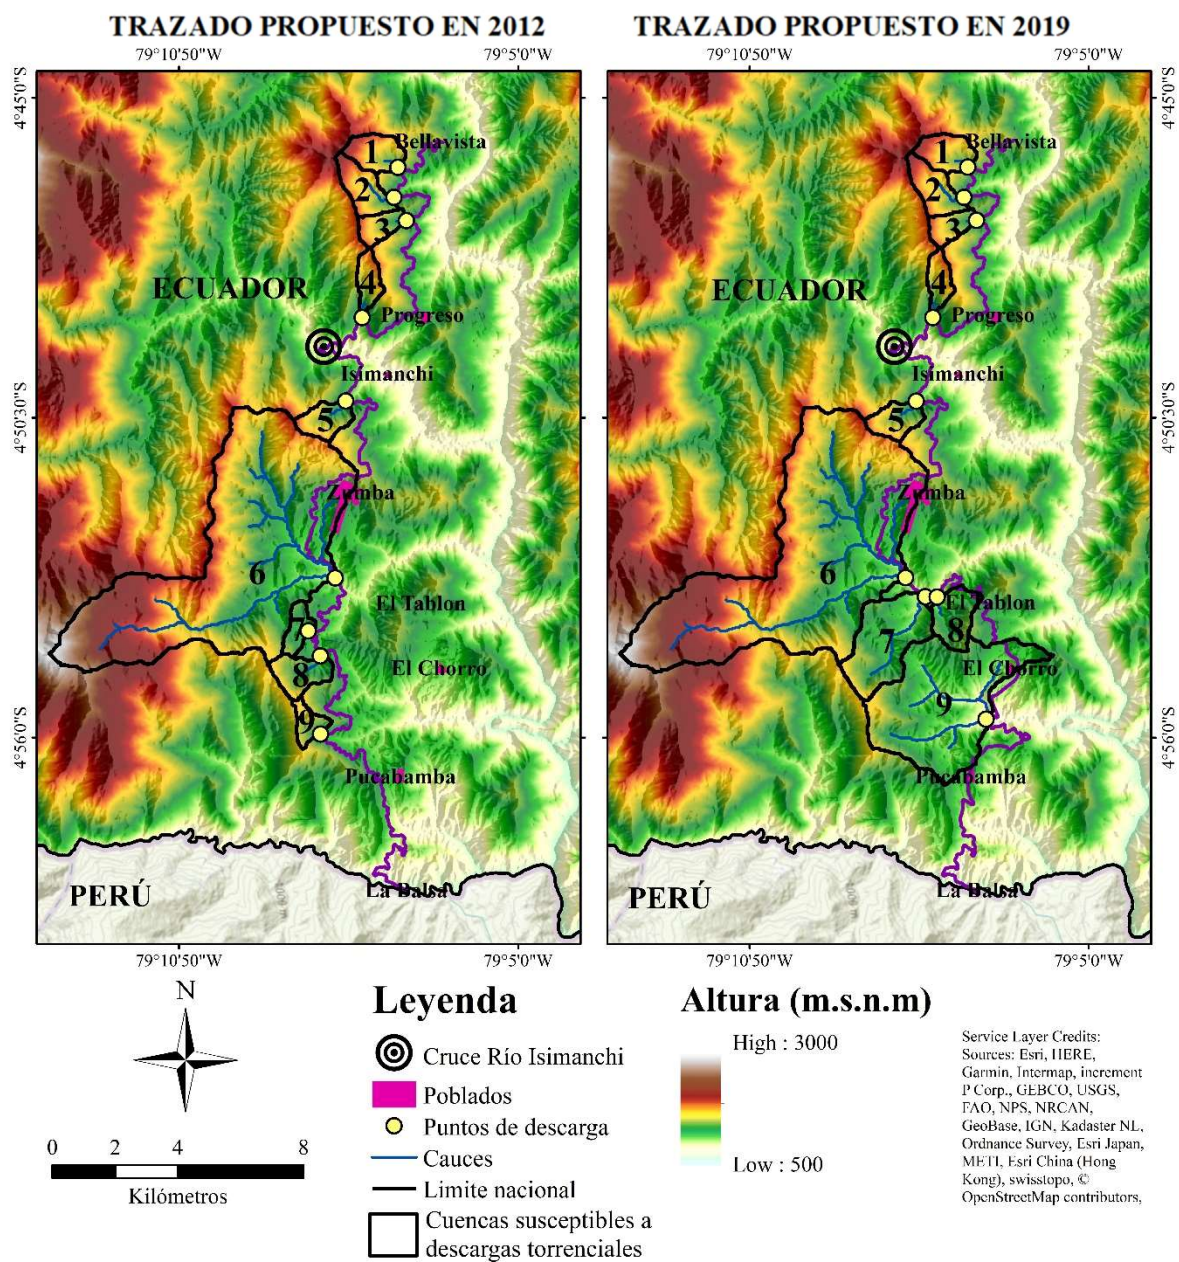 TRAZADO PROPUESTO EN 2012
TRAZADO PROPUESTO EN 2019
79°10'50"W
79°5'0"W
79°10'50"W
79°5'0"W
4°45'0"S
4°50'30"S
4°56'0"S
1
Bellavista
2
3
ECUADOR
4
Progreso
Isimanchi
5
Zumba
6
El Tablon
7
8
El Chorro
9
Pucabamba
PERÚ
La Balsa
1
Bellavista
2
3
ECUADOR
4
Progreso
Isimanchi
5
Zumba
6
El Tablon
7
8
El Chorro
9
Pucabamba
PERÚ
La Balsa
4°45'0"S
4°50'30"S
4°56'0"S
79°10'50"W
79°5'0"W
79°10'50"W
79°5'0"W
N
0 2 4 8
Kilómetros
Leyenda
Cruce Río Isimanchi
Poblados
Puntos de descarga
Cauces
Limite nacional
Cuencas susceptibles a
descargas torrenciales
Altura (m.s.n.m)
High : 3000
Low : 500
Service Layer Credits:
Sources: Esri, HERE,
Garmin, Intermap, increment
P Corp., GEBCO, USGS,
FAO, NPS, NRCAN,
GeoBase, IGN, Kadaster NL,
Ordnance Survey, Esri Japan,
METI, Esri China (Hong
Kong), swisstopo, ©
OpenStreetMap contributors,